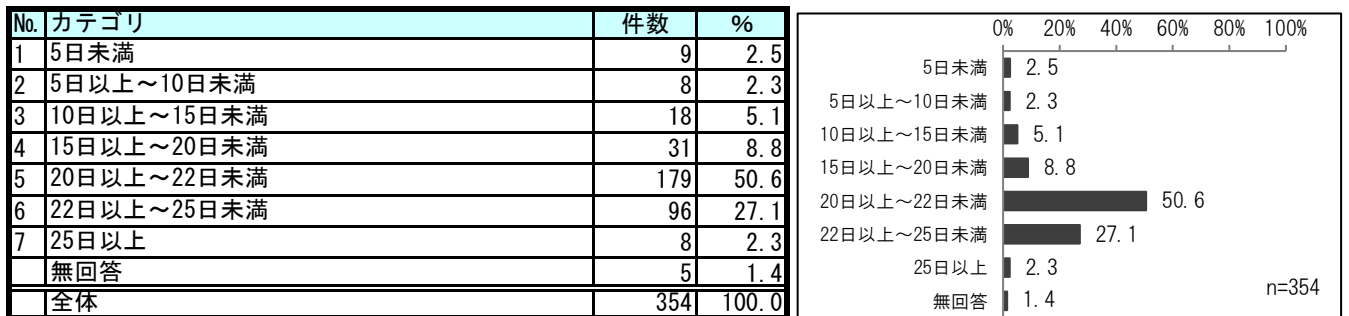 № カテゴリ 件数 %
1 5日未満 9 2.5
2 5日以上～10日未満 8 2.3
3 10日以上～15日未満 18 5.1
4 15日以上～20日未満 31 8.8
5 20日以上～22日未満 179 50.6
6 22日以上～25日未満 96 27.1
7 25日以上 8 2.3
無回答 5 1.4
全体 354 100.0
0% 20% 40% 60% 80% 100%
5日未満 2.5
5日以上～10日未満 2.3
10日以上～15日未満 5.1
15日以上～20日未満 8.8
20日以上～22日未満 50.6
22日以上～25日未満 27.1
25日以上 2.3
無回答 1.4
n=354